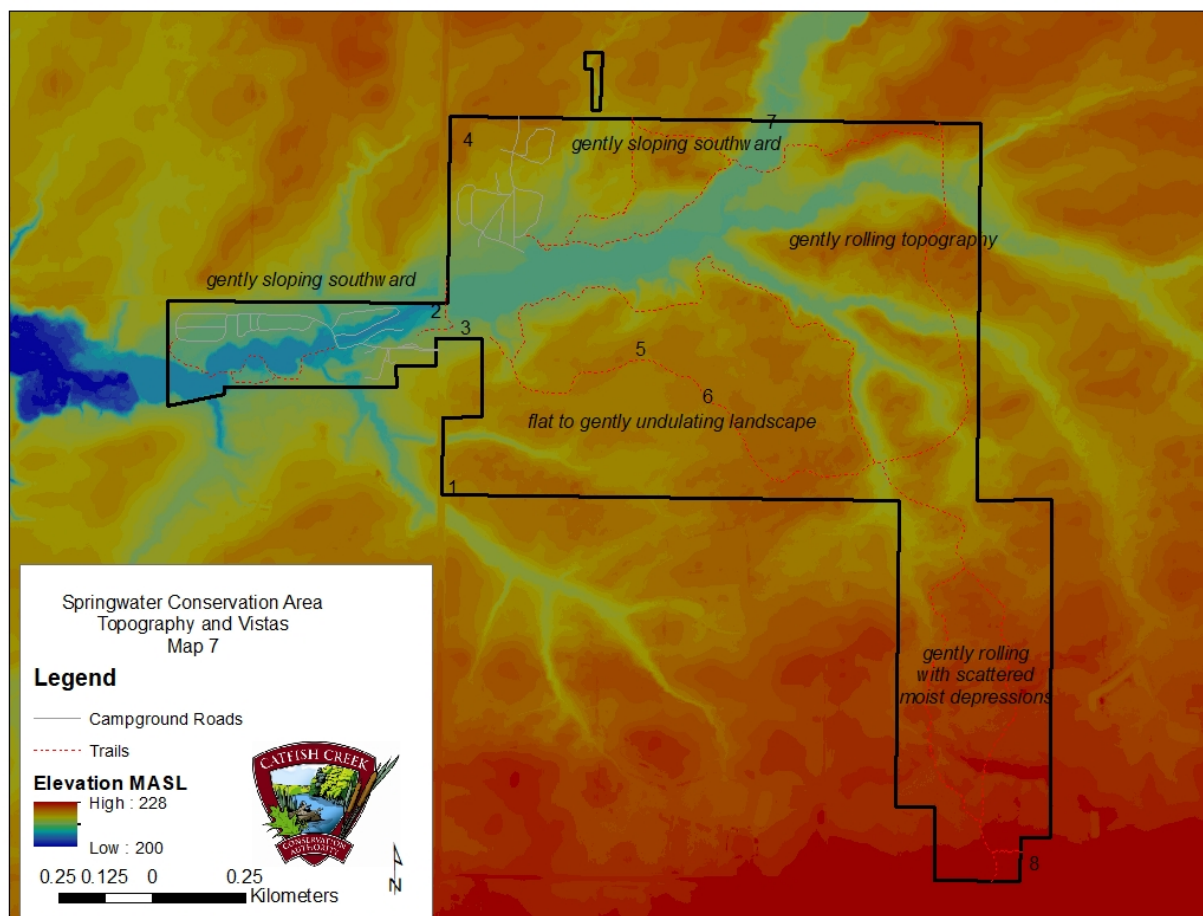 7
4
gently sloping southward
gently rolling topography
gently sloping southward
2
3
5
6
flat to gently undulating landscape
1
gently rolling
with scattered
moist depressions
8
Springwater Conservation Area
Topography and Vistas
Map 7
Legend
Campground Roads
Trails
Elevation MASL
High : 228
Low : 200
0.25 0.125 0 0.25
Kilometers
CATFISH CREEK
CONSERVATION
AUTHORITY
N